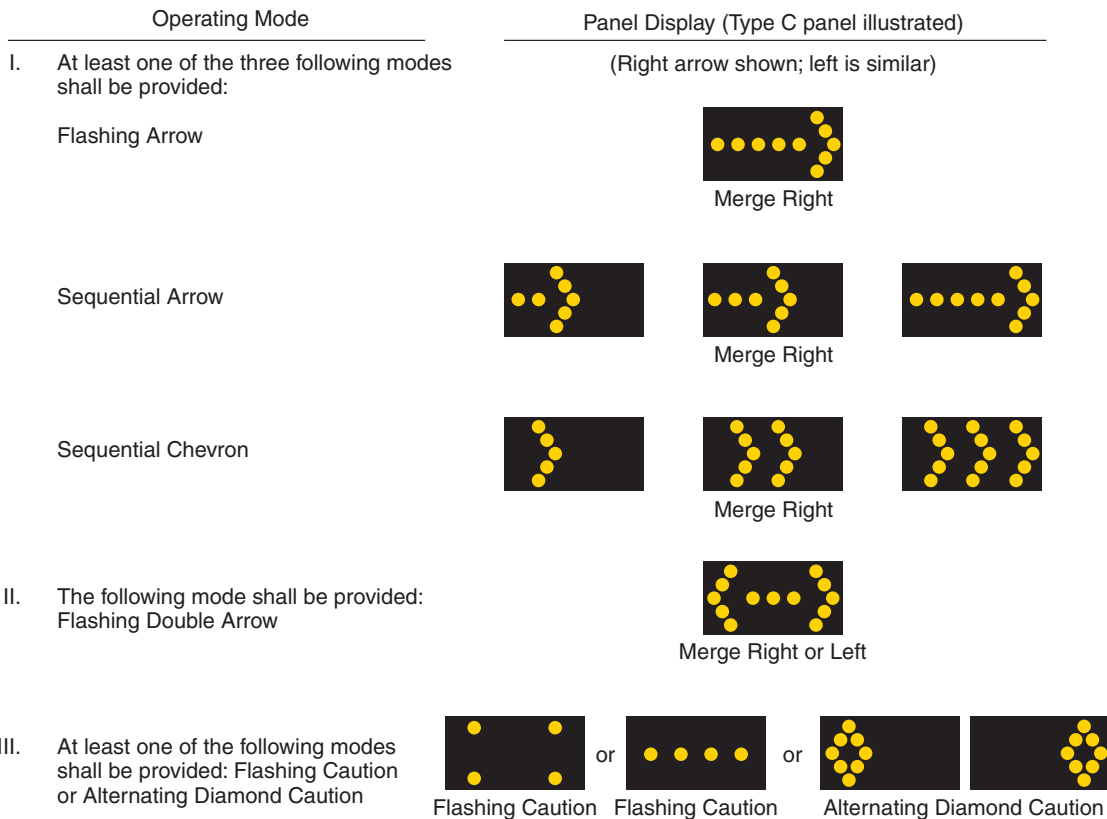 Operating Mode
Panel Display (Type C panel illustrated)
I. At least one of the three following modes
shall be provided:
(Right arrow shown; left is similar)
Flashing Arrow
Merge Right
Sequential Arrow
Merge Right
Sequential Chevron
Merge Right
II. The following mode shall be provided:
Flashing Double Arrow
Merge Right or Left
III. At least one of the following modes
shall be provided: Flashing Caution
or Alternating Diamond Caution
or
or
Flashing Caution
Flashing Caution
Alternating Diamond Caution